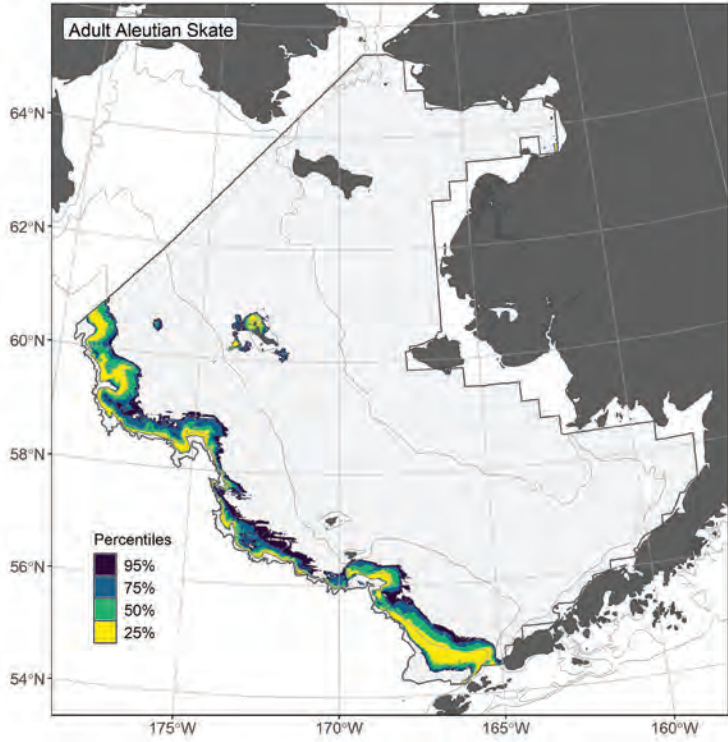 Adult Aleutian Skate
64°N
62°N
60°N
58°N
56°N
54°N
Percentiles
95%
75%
50%
25%
175°W
170°W
165°W
160°W